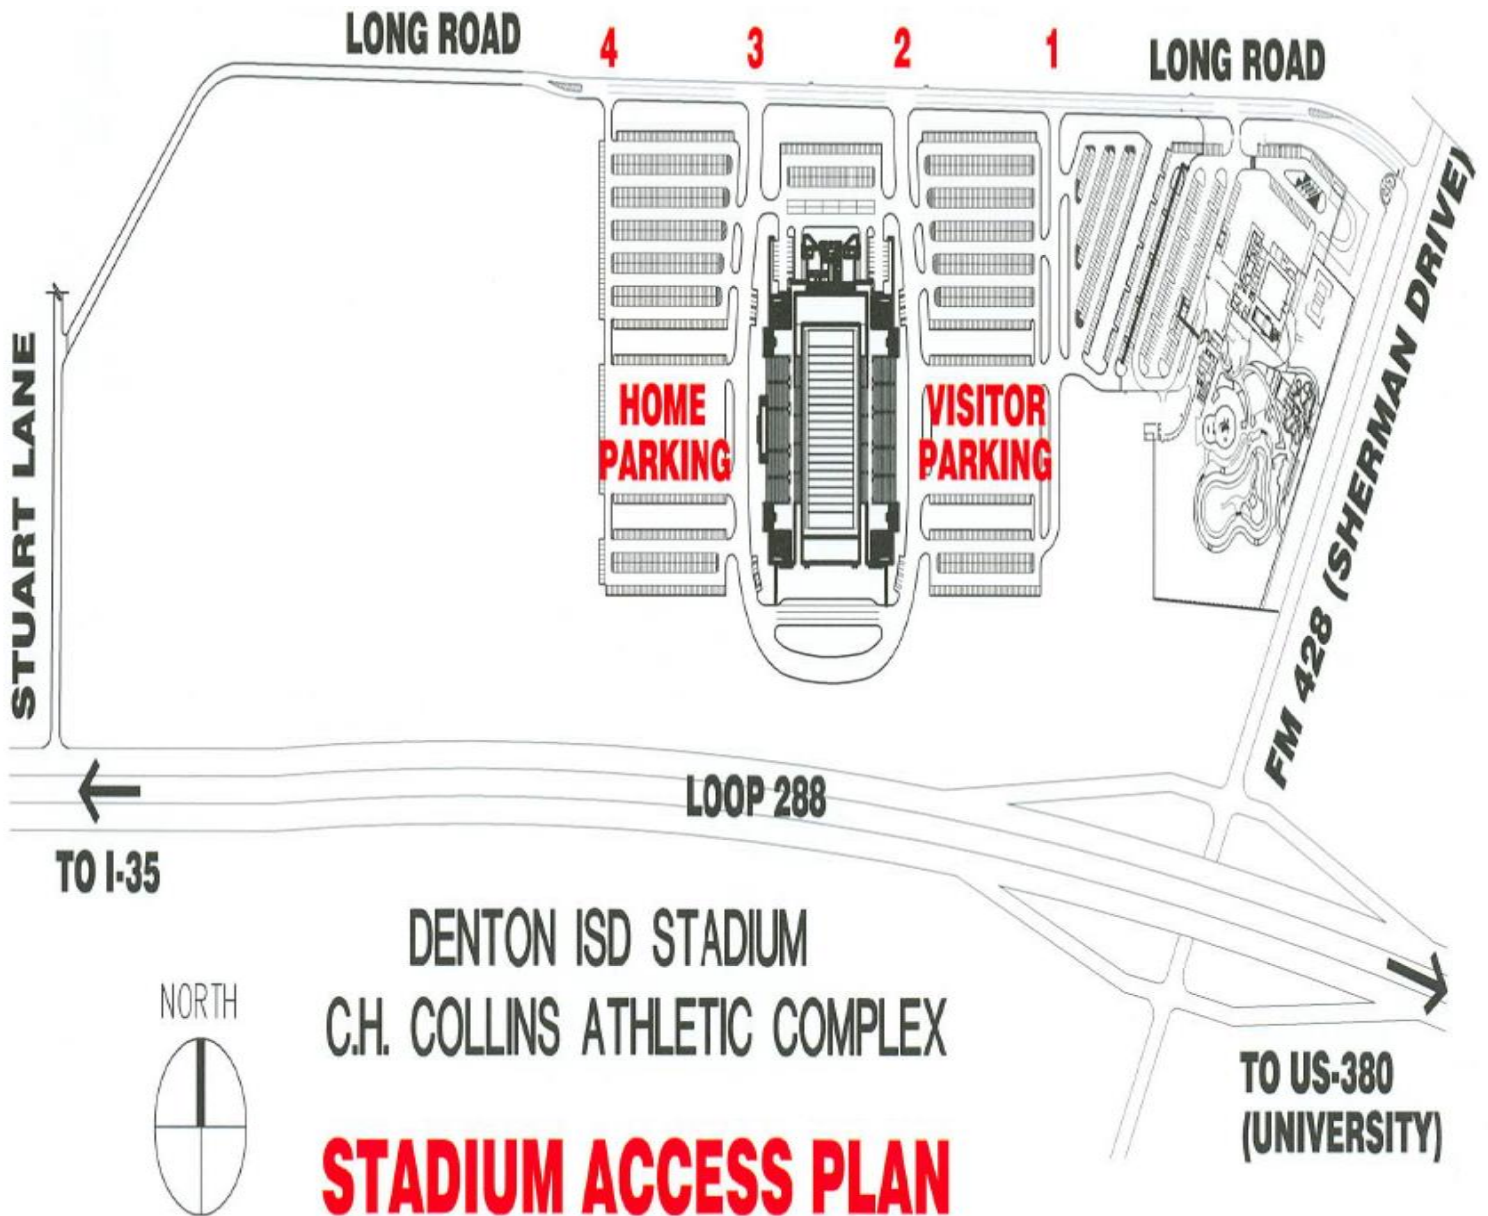 LONG ROAD
4
3
2
1
LONG ROAD
HOME
PARKING
VISITOR
PARKING
STUART LANE
FM 428 (SHERMAN DRIVE)
LOOP 288
TO I-35
TO US-380
(UNIVERSITY)
DENTON ISD STADIUM
C.H. COLLINS ATHLETIC COMPLEX
NORTH
STADIUM ACCESS PLAN